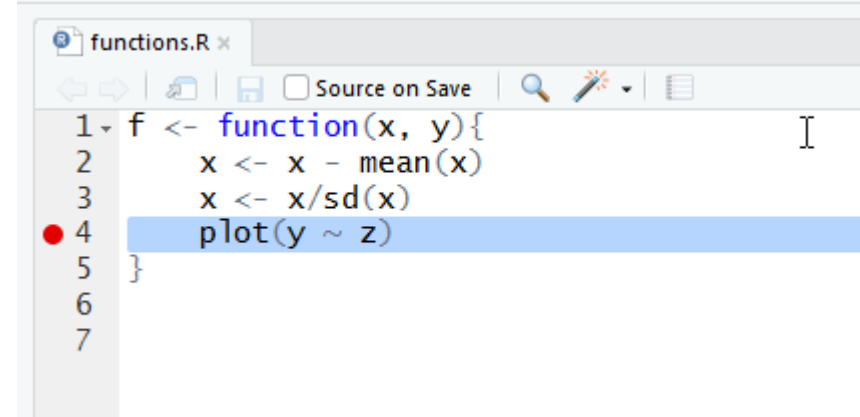 functions.R
Source on Save
1 f <- function(x, y){
2     x <- x - mean(x)
3     x <- x/sd(x)
4     plot(y ~ z)
5 }
6
7